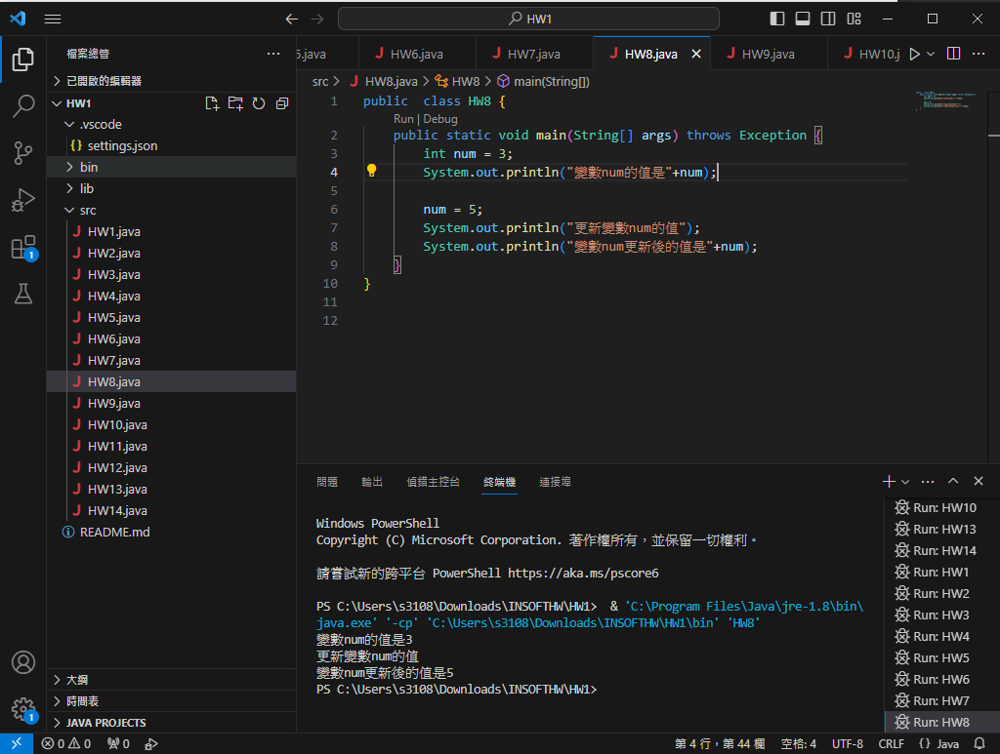 HW1
檔案總管
已開啟的編輯器
HW1
.vscode
{} settings.json
bin
lib
src
J HW1.java
J HW2.java
J HW3.java
J HW4.java
J HW5.java
J HW6.java
J HW7.java
J HW8.java
J HW9.java
J HW10.java
J HW11.java
J HW12.java
J HW13.java
J HW14.java
README.md
大綱
時間表
JAVA PROJECTS
1
1
5.java
J HW6.java
J HW7.java
J HW8.java
J HW9.java
J HW10.j
src > J HW8.java > HW8 > main(String[])
1 public  class HW8 {
Run | Debug
2 public static void main(String[] args) throws Exception {
3 int num = 3;
4 System.out.println("變數num的值是"+num);
5
6 num = 5;
7 System.out.println("更新變數num的值");
8 System.out.println("變數num更新後的值是"+num);
9 }
10 }
11
12
問題 輸出 偵錯主控台 終端機 連接埠
Windows PowerShell
Copyright (C) Microsoft Corporation. 著作權所有，並保留一切權利。
請嘗試新的跨平台 PowerShell https://aka.ms/pscore6
PS C:\Users\s3108\Downloads\INSOFTHW\HW1>  & 'C:\Program Files\Java\jre-1.8\bin\
java.exe' '-cp' 'C:\Users\s3108\Downloads\INSOFTHW\HW1\bin' 'HW8'
變數num的值是3
更新變數num的值
變數num更新後的值是5
PS C:\Users\s3108\Downloads\INSOFTHW\HW1>
Run: HW10
Run: HW13
Run: HW14
Run: HW1
Run: HW2
Run: HW3
Run: HW4
Run: HW5
Run: HW6
Run: HW7
Run: HW8
0 0 0 第 4 行，第 44 欄 空格: 4 UTF-8 CRLF {} Java